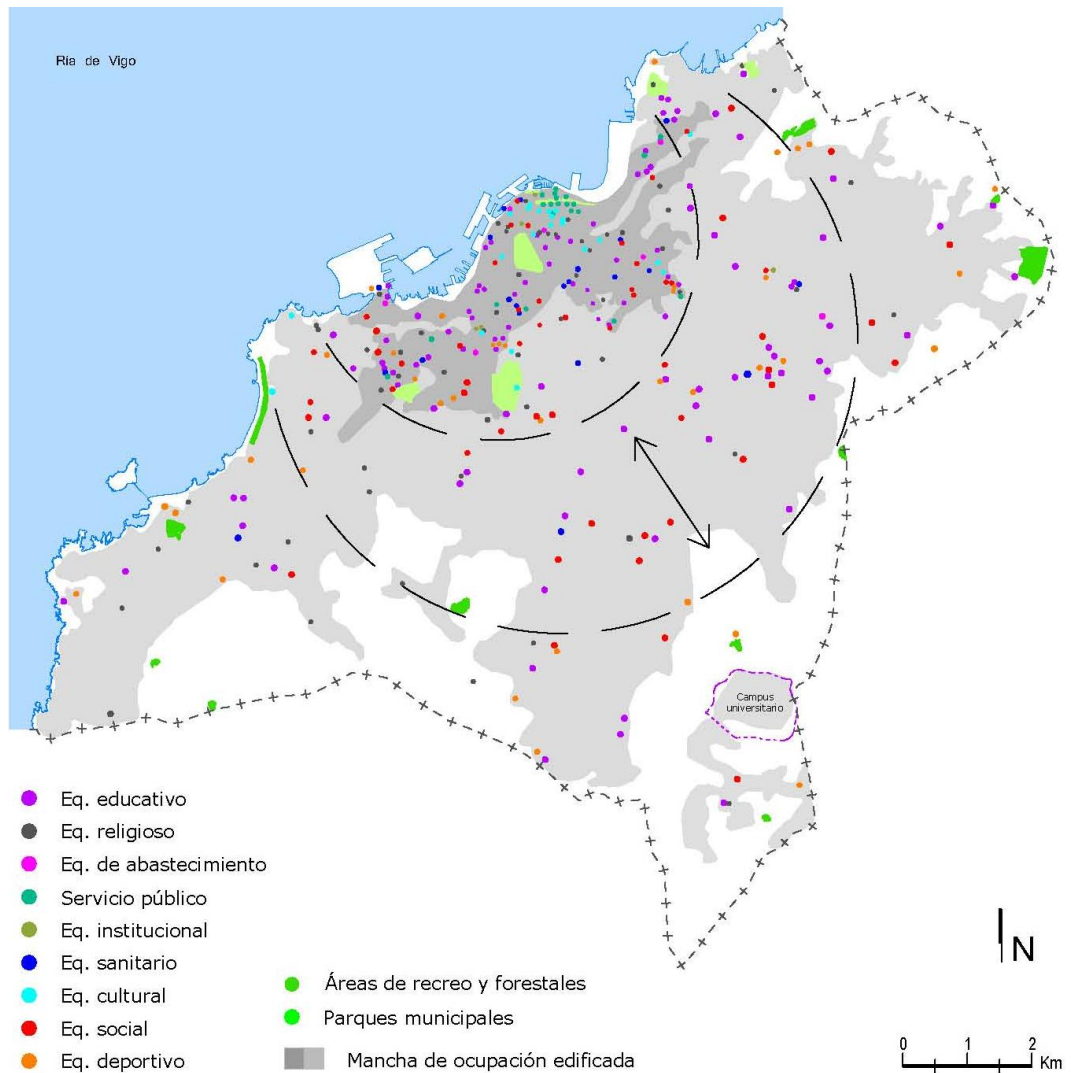 Ría de Vigo
Campus
universitario
Eq. educativo
Eq. religioso
Eq. de abastecimiento
Servicio público
Eq. institucional
Eq. sanitario
Eq. cultural
Eq. social
Eq. deportivo
Áreas de recreo y forestales
Parques municipales
Mancha de ocupación edificada
N
0 1 2
Km